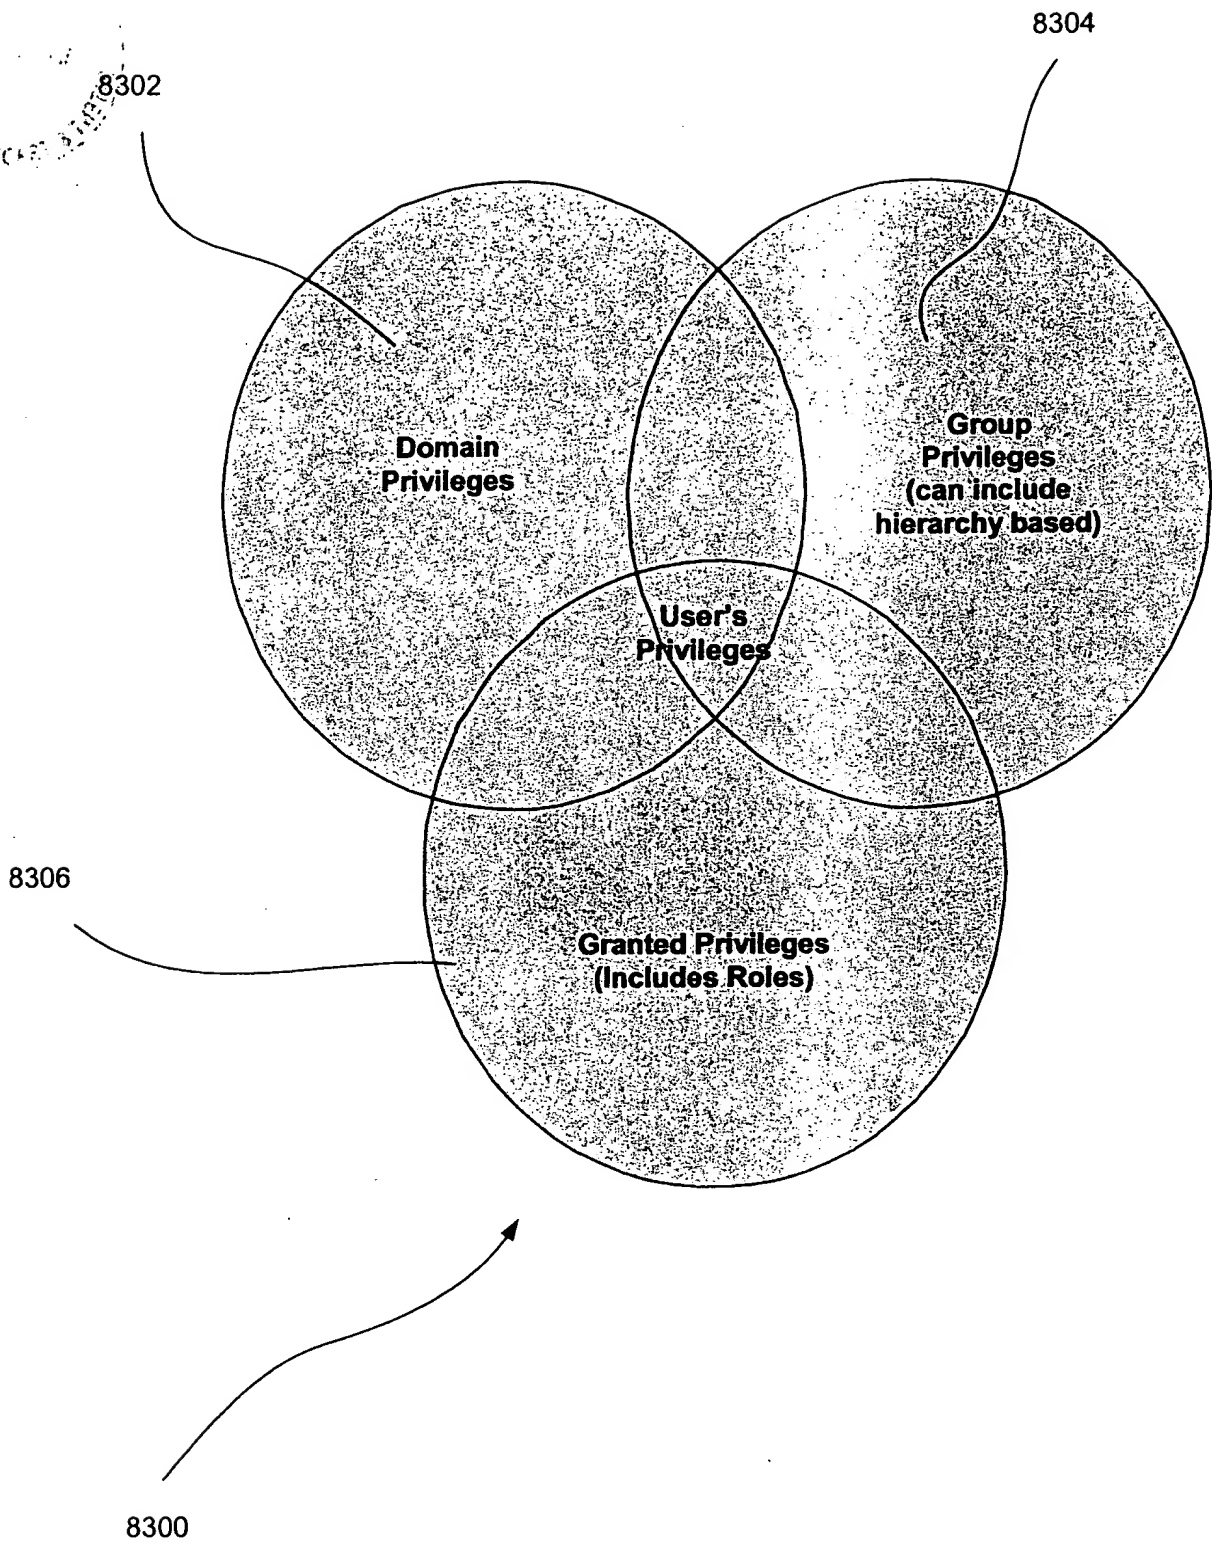 8304
8302
Domain
Privileges
Group
Privileges
(can include
hierarchy based)
User's
Privileges
8306
Granted Privileges
(Includes Roles)
8300